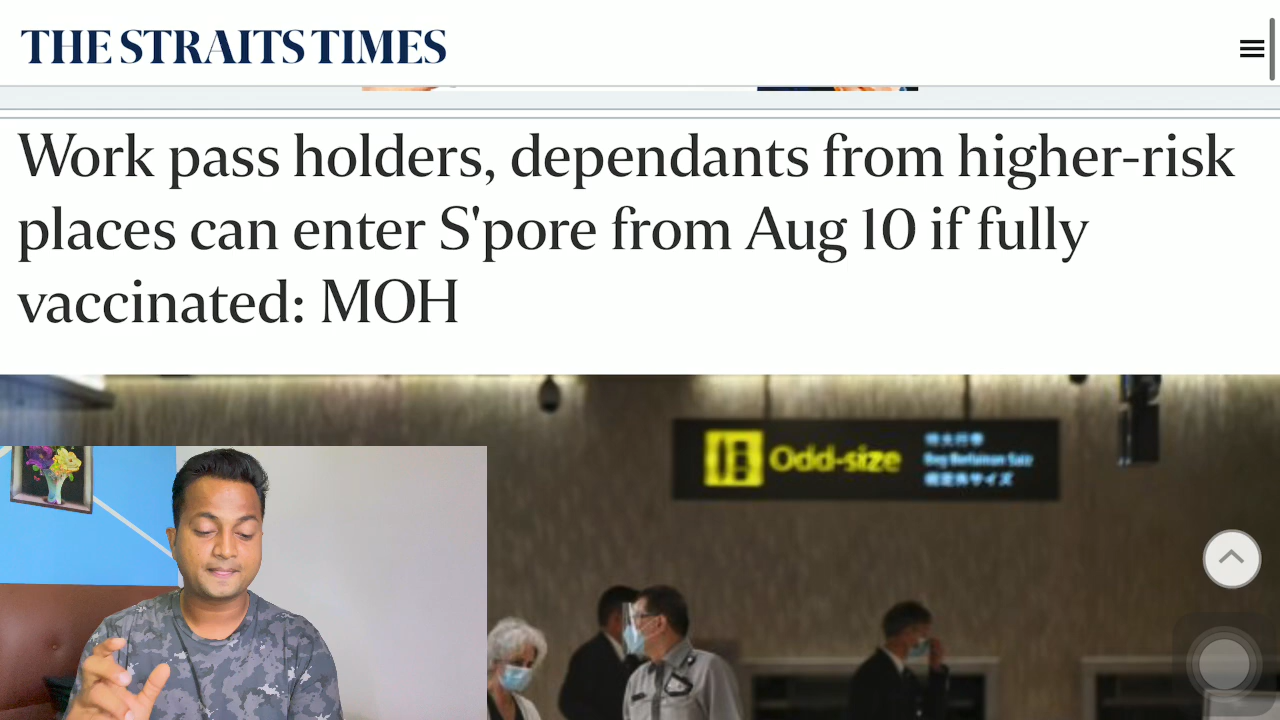 THE STRAITS TIMES
Work pass holders, dependants from higher-risk
places can enter S'pore from Aug 10 if fully
vaccinated: MOH
Odd-size